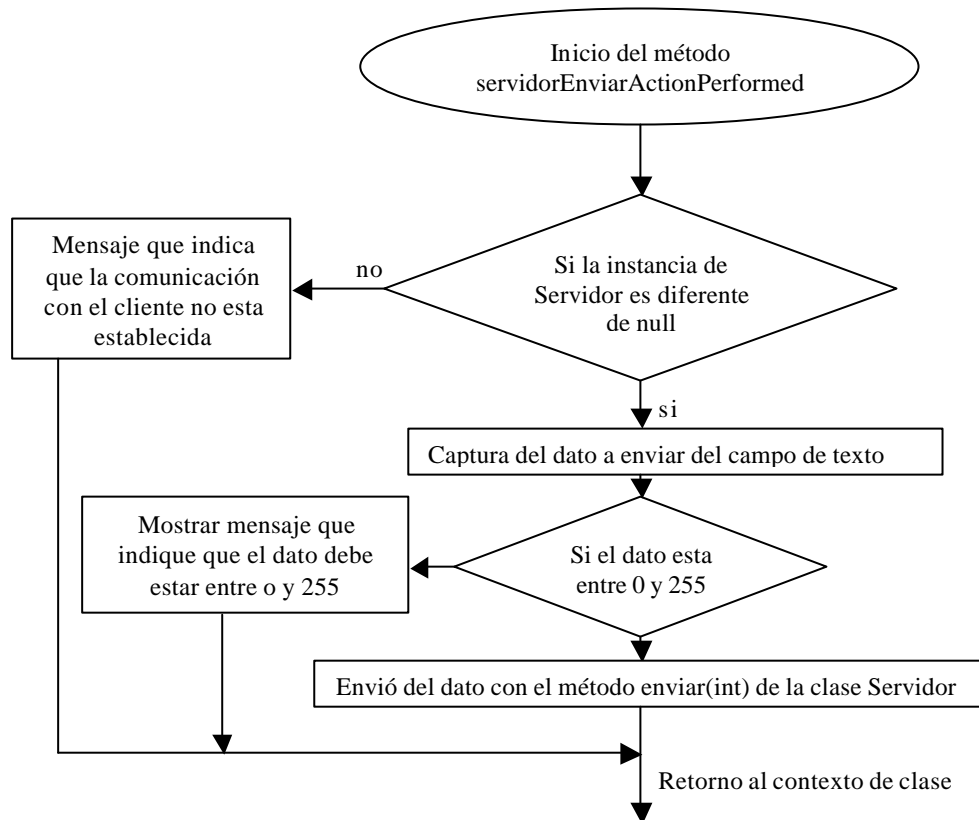 Inicio del método
servidorEnviarActionPerformed
Mensaje que indica
que la comunicación
con el cliente no esta
establecida
no
Si la instancia de
Servidor es diferente
de null
si
Captura del dato a enviar del campo de texto
Mostrar mensaje que
indique que el dato debe
estar entre o y 255
Si el dato esta
entre 0 y 255
Envió del dato con el método enviar(int) de la clase Servidor
Retorno al contexto de clase